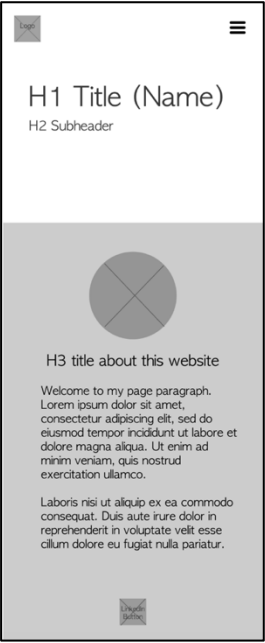 Logo
H1 Title (Name)
H2 Subheader
H3 title about this website
Welcome to my page paragraph.
Lorem ipsum dolor sit amet,
consectetur adipiscing elit, sed do
eiusmod tempor incididunt ut labore et
dolore magna aliqua. Ut enim ad
minim veniam, quis nostrud
exercitation ullamco.
Laboris nisi ut aliquip ex ea commodo
consequat. Duis aute irure dolor in
reprehenderit in voluptate velit esse
cillum dolore eu fugiat nulla pariatur.
LinkedIn
Button